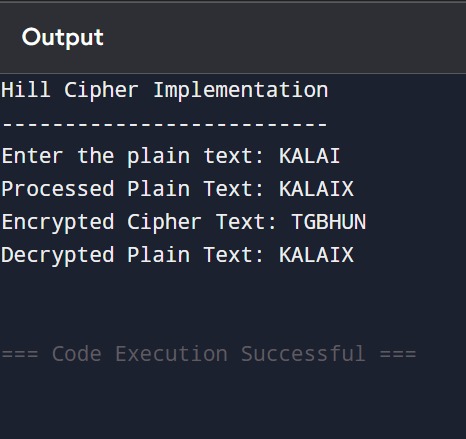 Output
Hill Cipher Implementation
--------------------------
Enter the plain text: KALAI
Processed Plain Text: KALAIX
Encrypted Cipher Text: TGBHUN
Decrypted Plain Text: KALAIX
=== Code Execution Successful ===